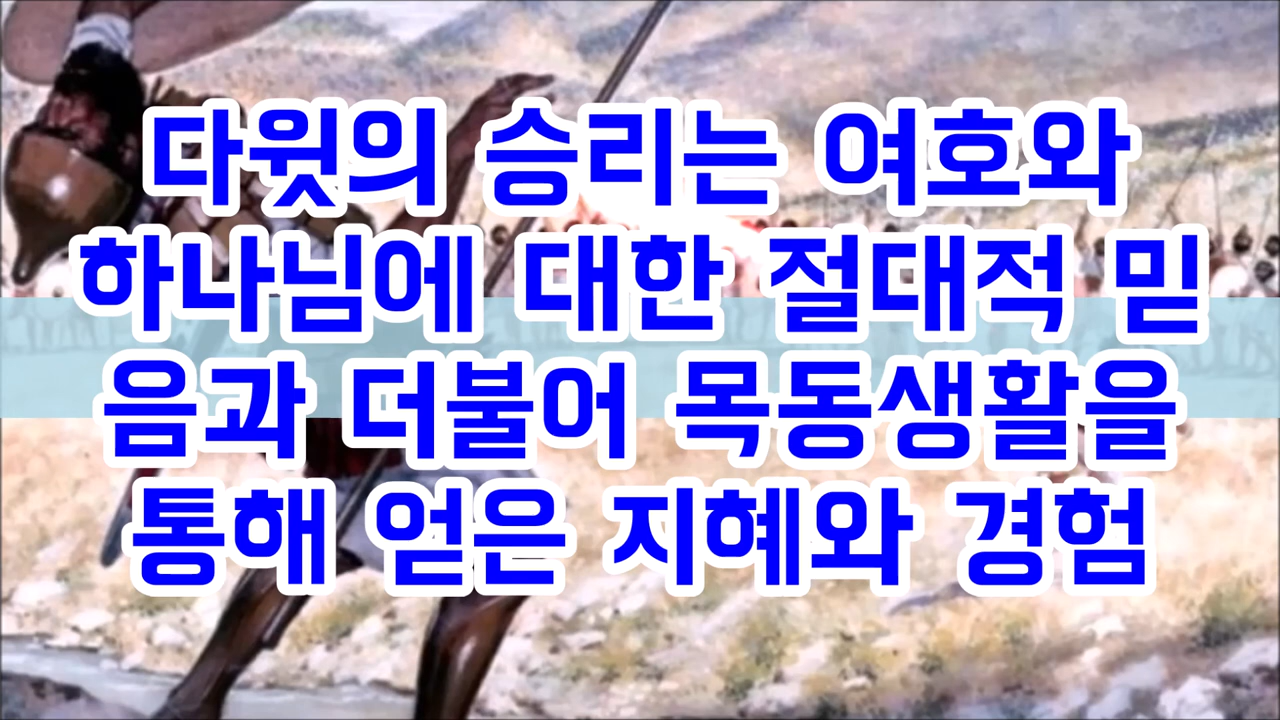 다윗의 승리는 여호와
하나님에 대한 절대적 믿
음과 더불어 목동생활을
통해 얻은 지혜와 경험